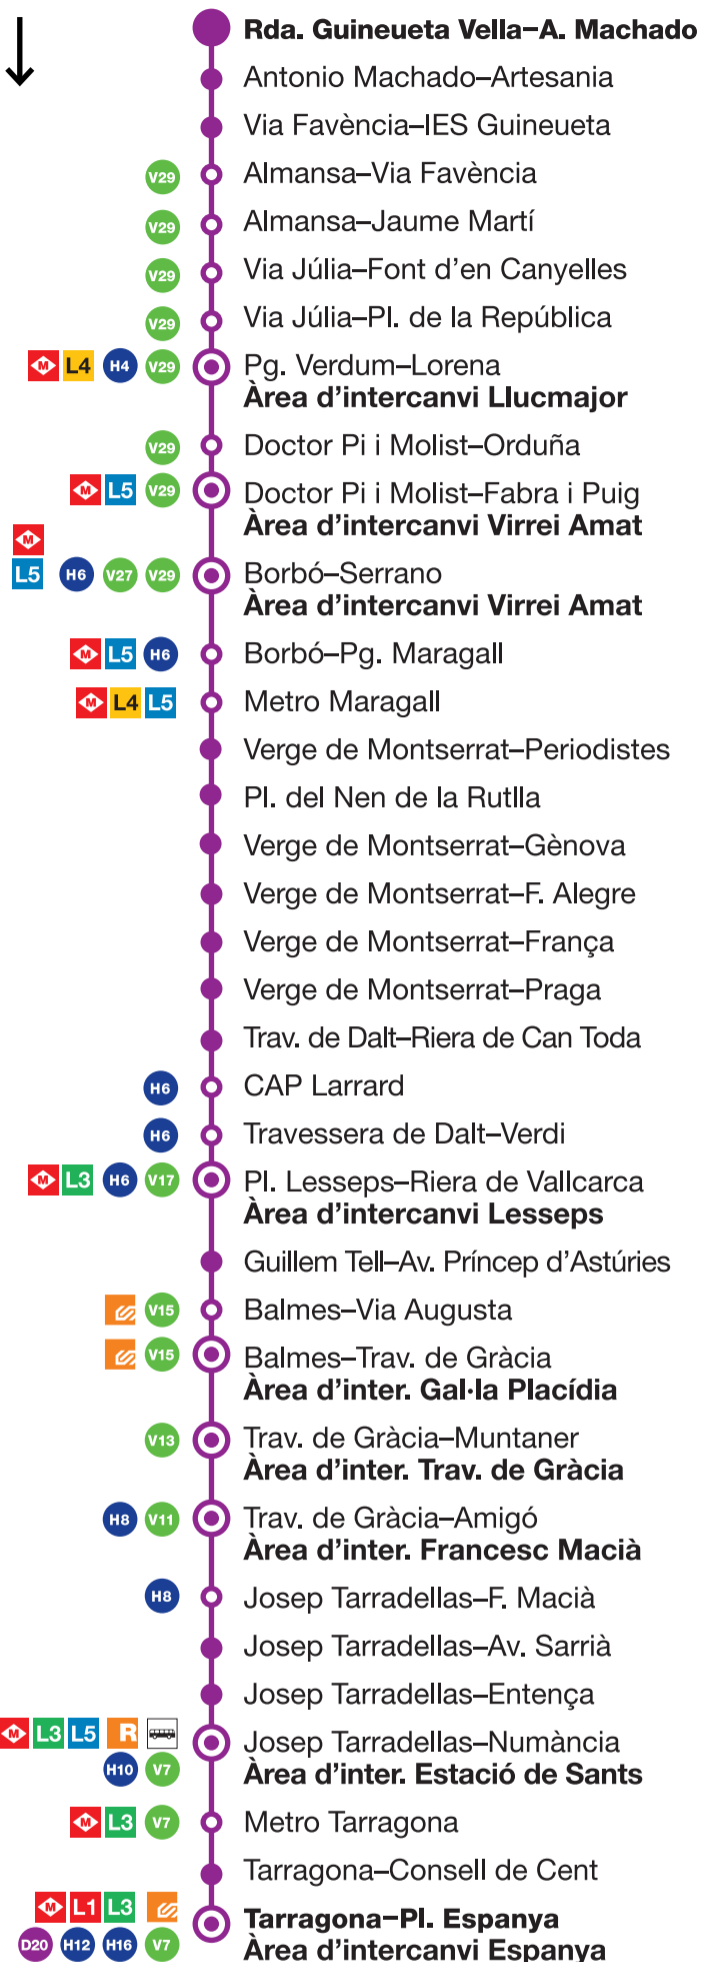 Rda. Guineueta Vella–A. Machado
Antonio Machado–Artesania
Via Favència–IES Guineueta
V29 Almansa–Via Favència
V29 Almansa–Jaume Martí
V29 Via Júlia–Font d’en Canyelles
V29 Via Júlia–Pl. de la República
M L4 H4 V29 Pg. Verdum–Lorena
Àrea d’intercanvi Llucmajor
V29 Doctor Pi i Molist–Orduña
M L5 V29 Doctor Pi i Molist–Fabra i Puig
Àrea d’intercanvi Virrei Amat
M
L5 H6 V27 V29 Borbó–Serrano
Àrea d’intercanvi Virrei Amat
M L5 H6 Borbó–Pg. Maragall
M L4 L5 Metro Maragall
Verge de Montserrat–Periodistes
Pl. del Nen de la Rutlla
Verge de Montserrat–Gènova
Verge de Montserrat–F. Alegre
Verge de Montserrat–França
Verge de Montserrat–Praga
Trav. de Dalt–Riera de Can Toda
H6 CAP Larrard
H6 Travessera de Dalt–Verdi
M L3 H6 V17 Pl. Lesseps–Riera de Vallcarca
Àrea d’intercanvi Lesseps
Guillem Tell–Av. Príncep d’Astúries
V15 Balmes–Via Augusta
V15 Balmes–Trav. de Gràcia
Àrea d’inter. Gal·la Placídia
V13 Trav. de Gràcia–Muntaner
Àrea d’inter. Trav. de Gràcia
H8 V11 Trav. de Gràcia–Amigó
Àrea d’inter. Francesc Macià
H8 Josep Tarradellas–F. Macià
Josep Tarradellas–Av. Sarrià
Josep Tarradellas–Entença
M L3 L5 R Josep Tarradellas–Numància
H10 V7 Àrea d’inter. Estació de Sants
M L3 V7 Metro Tarragona
Tarragona–Consell de Cent
M L1 L3 Tarragona–Pl. Espanya
D20 H12 H16 V7 Àrea d’intercanvi Espanya